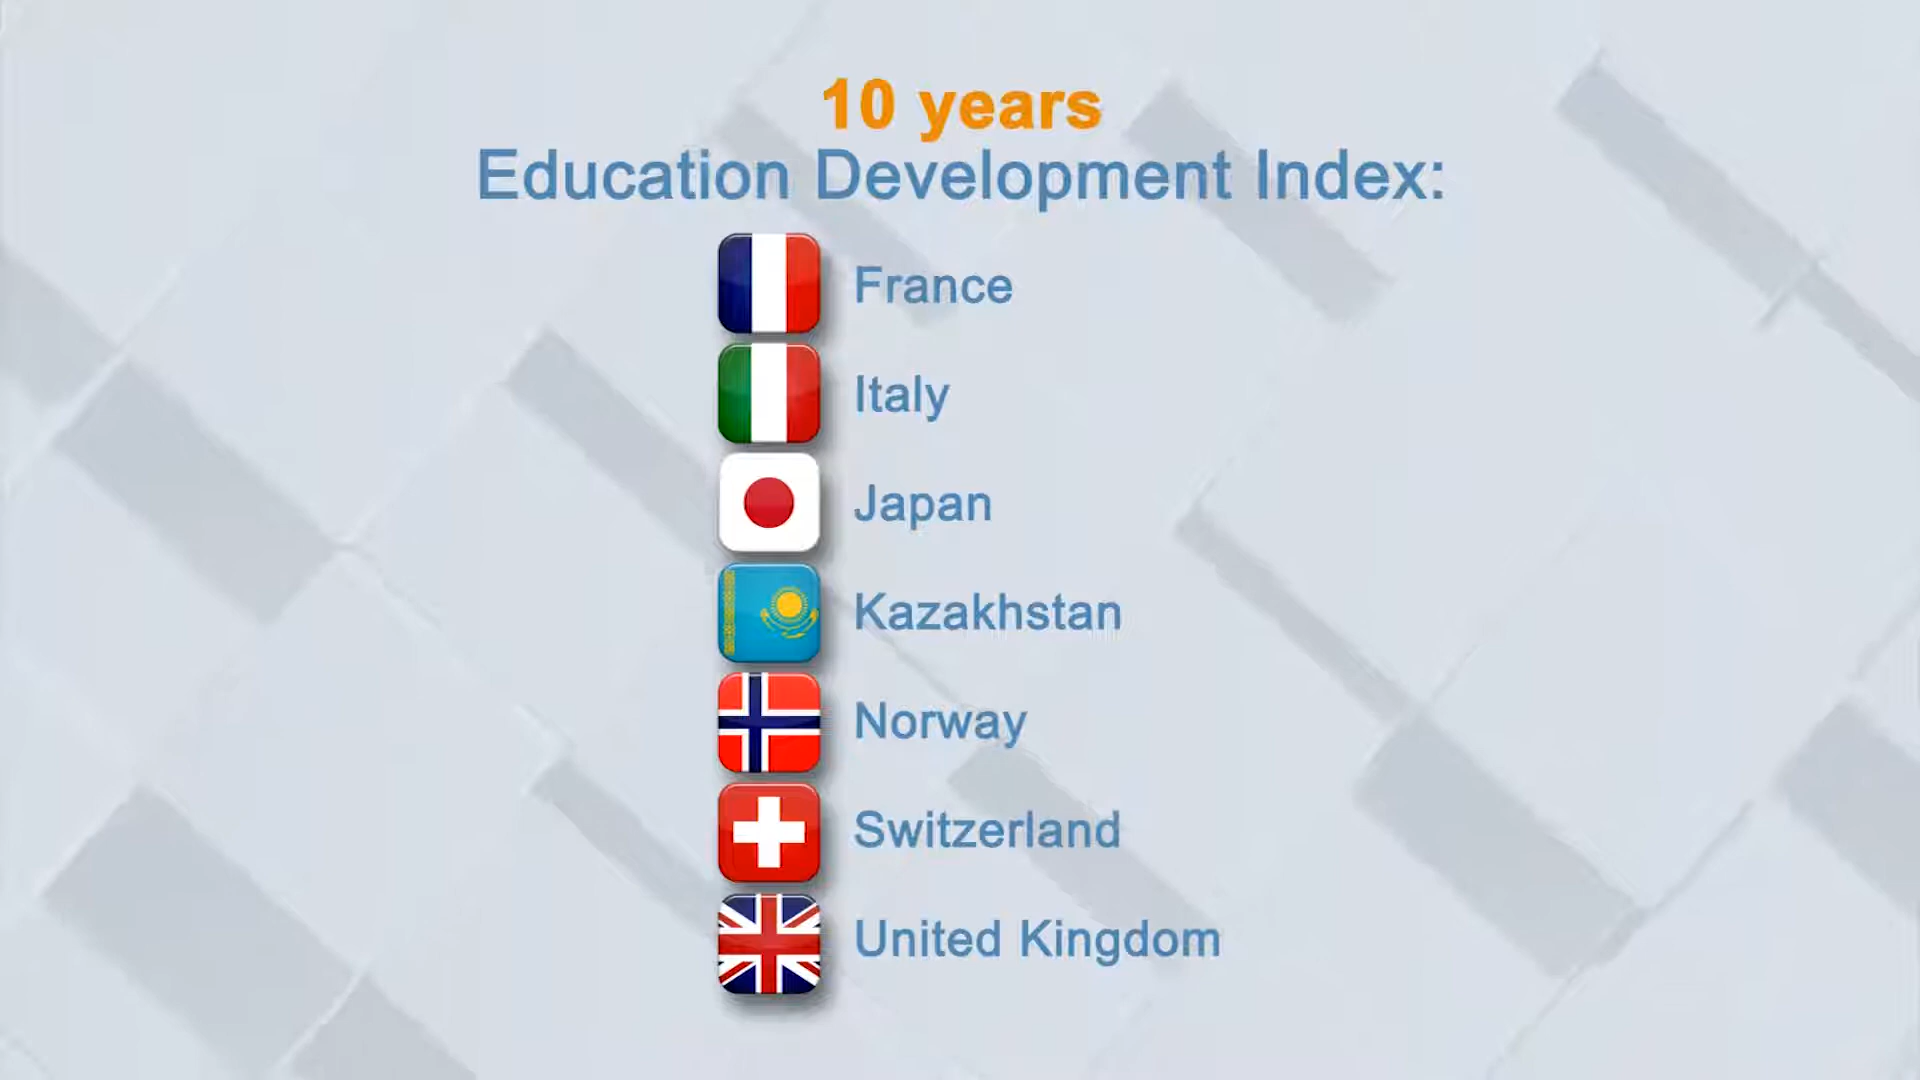 10 years
Education Development Index:
France
Italy
Japan
Kazakhstan
Norway
Switzerland
United Kingdom